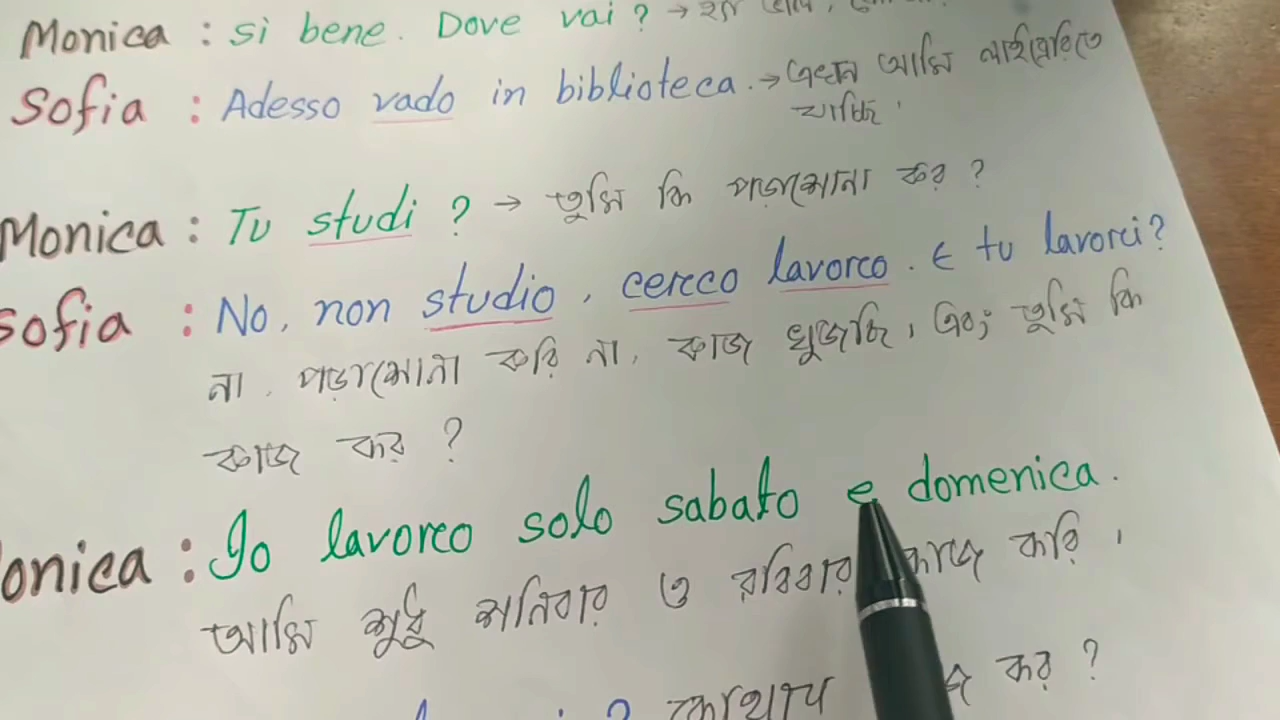 Monica : si bene. Dove vai ? →
Sofia : Adesso vado in biblioteca. → এখন আমি লাইব্রেরিতে
যাচ্ছি।
Monica : Tu studi ? → তুমি কি পড়াশোনা কর ?
sofia : No, non studio, cerco lavoro. E tu lavori?
না, পড়াশোনা করি না, কাজ খুজছি, এবং তুমি কি
কাজ কর ?
onica : Io lavoro solo sabato e domenica.
আমি শুধু শনিবার ও রবিবার কাজ করি,
কোথায় কর ?